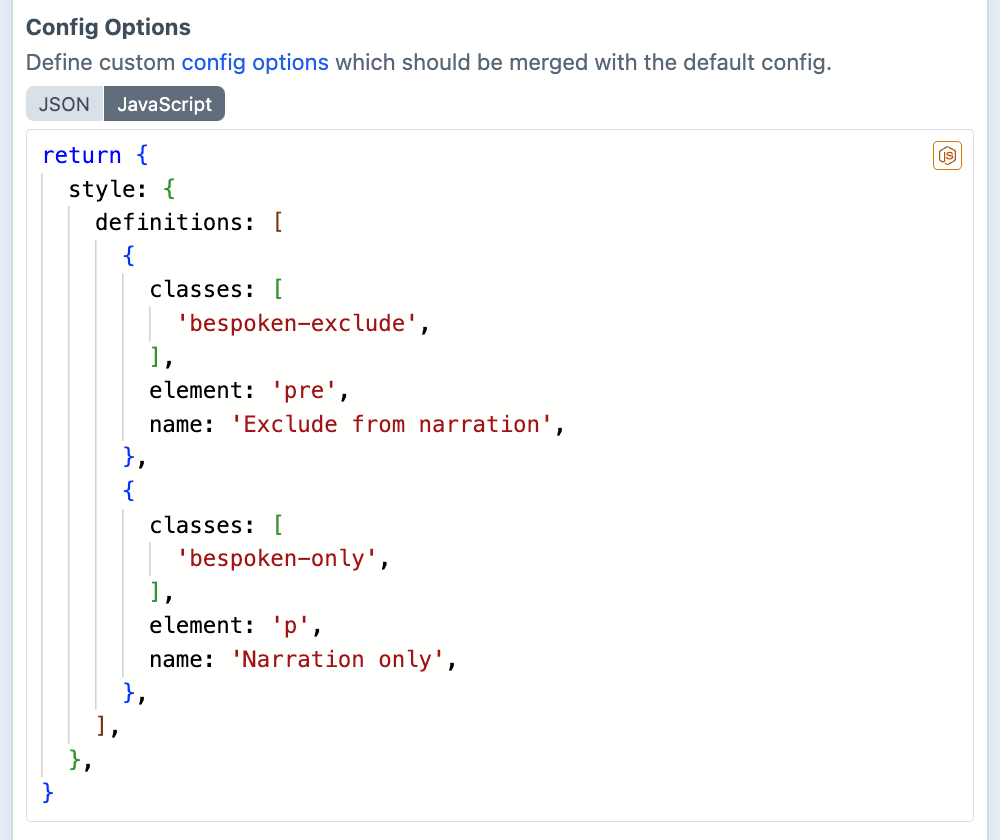 Config Options
Define custom config options which should be merged with the default config.
JSON JavaScript
return {
  style: {
    definitions: [
      {
        classes: [
          'bespoken-exclude',
        ],
        element: 'pre',
        name: 'Exclude from narration',
      },
      {
        classes: [
          'bespoken-only',
        ],
        element: 'p',
        name: 'Narration only',
      },
    ],
  },
}
JS